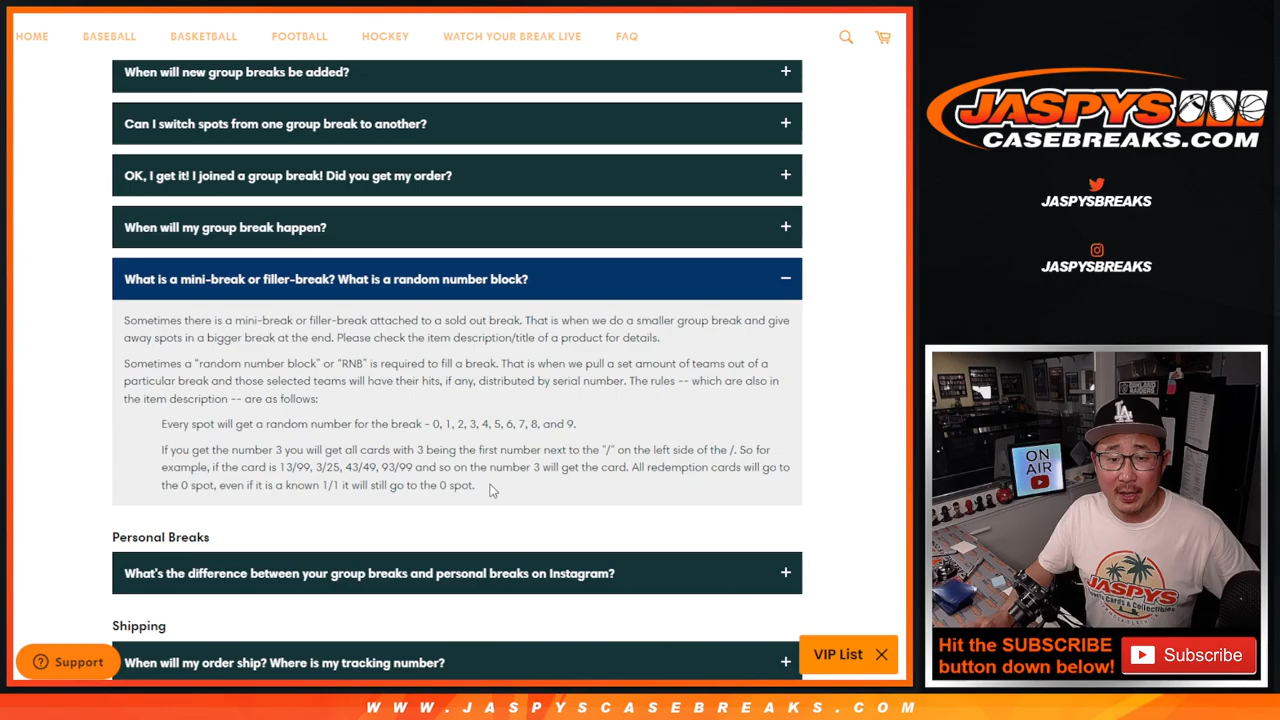 HOME BASEBALL BASKETBALL FOOTBALL HOCKEY WATCH YOUR BREAK LIVE FAQ
When will new group breaks be added? +
Can I switch spots from one group break to another? +
OK, I get it! I joined a group break! Did you get my order? +
When will my group break happen? +
What is a mini-break or filler-break? What is a random number block? −
Sometimes there is a mini-break or filler-break attached to a sold out break. That is when we do a smaller group break and give
away spots in a bigger break at the end. Please check the item description/title of a product for details.
Sometimes a "random number block" or "RNB" is required to fill a break. That is when we pull a set amount of teams out of a
particular break and those selected teams will have their hits, if any, distributed by serial number. The rules -- which are also in
the item description -- are as follows:
Every spot will get a random number for the break - 0, 1, 2, 3, 4, 5, 6, 7, 8, and 9.
If you get the number 3 you will get all cards with 3 being the first number next to the "/" on the left side of the /. So for
example, if the card is 13/99, 3/25, 43/49, 93/99 and so on the number 3 will get the card. All redemption cards will go to
the 0 spot, even if it is a known 1/1 it will still go to the 0 spot.
Personal Breaks
What's the difference between your group breaks and personal breaks on Instagram? +
Shipping
When will my order ship? Where is my tracking number? +
Support
VIP List
JASPYS
CASEBREAKS.COM
JASPYSBREAKS
JASPYSBREAKS
ON
AIR
LA
JASPYS
Hit the SUBSCRIBE
button down below!
Subscribe
WWW.JASPYSCASEBREAKS.COM